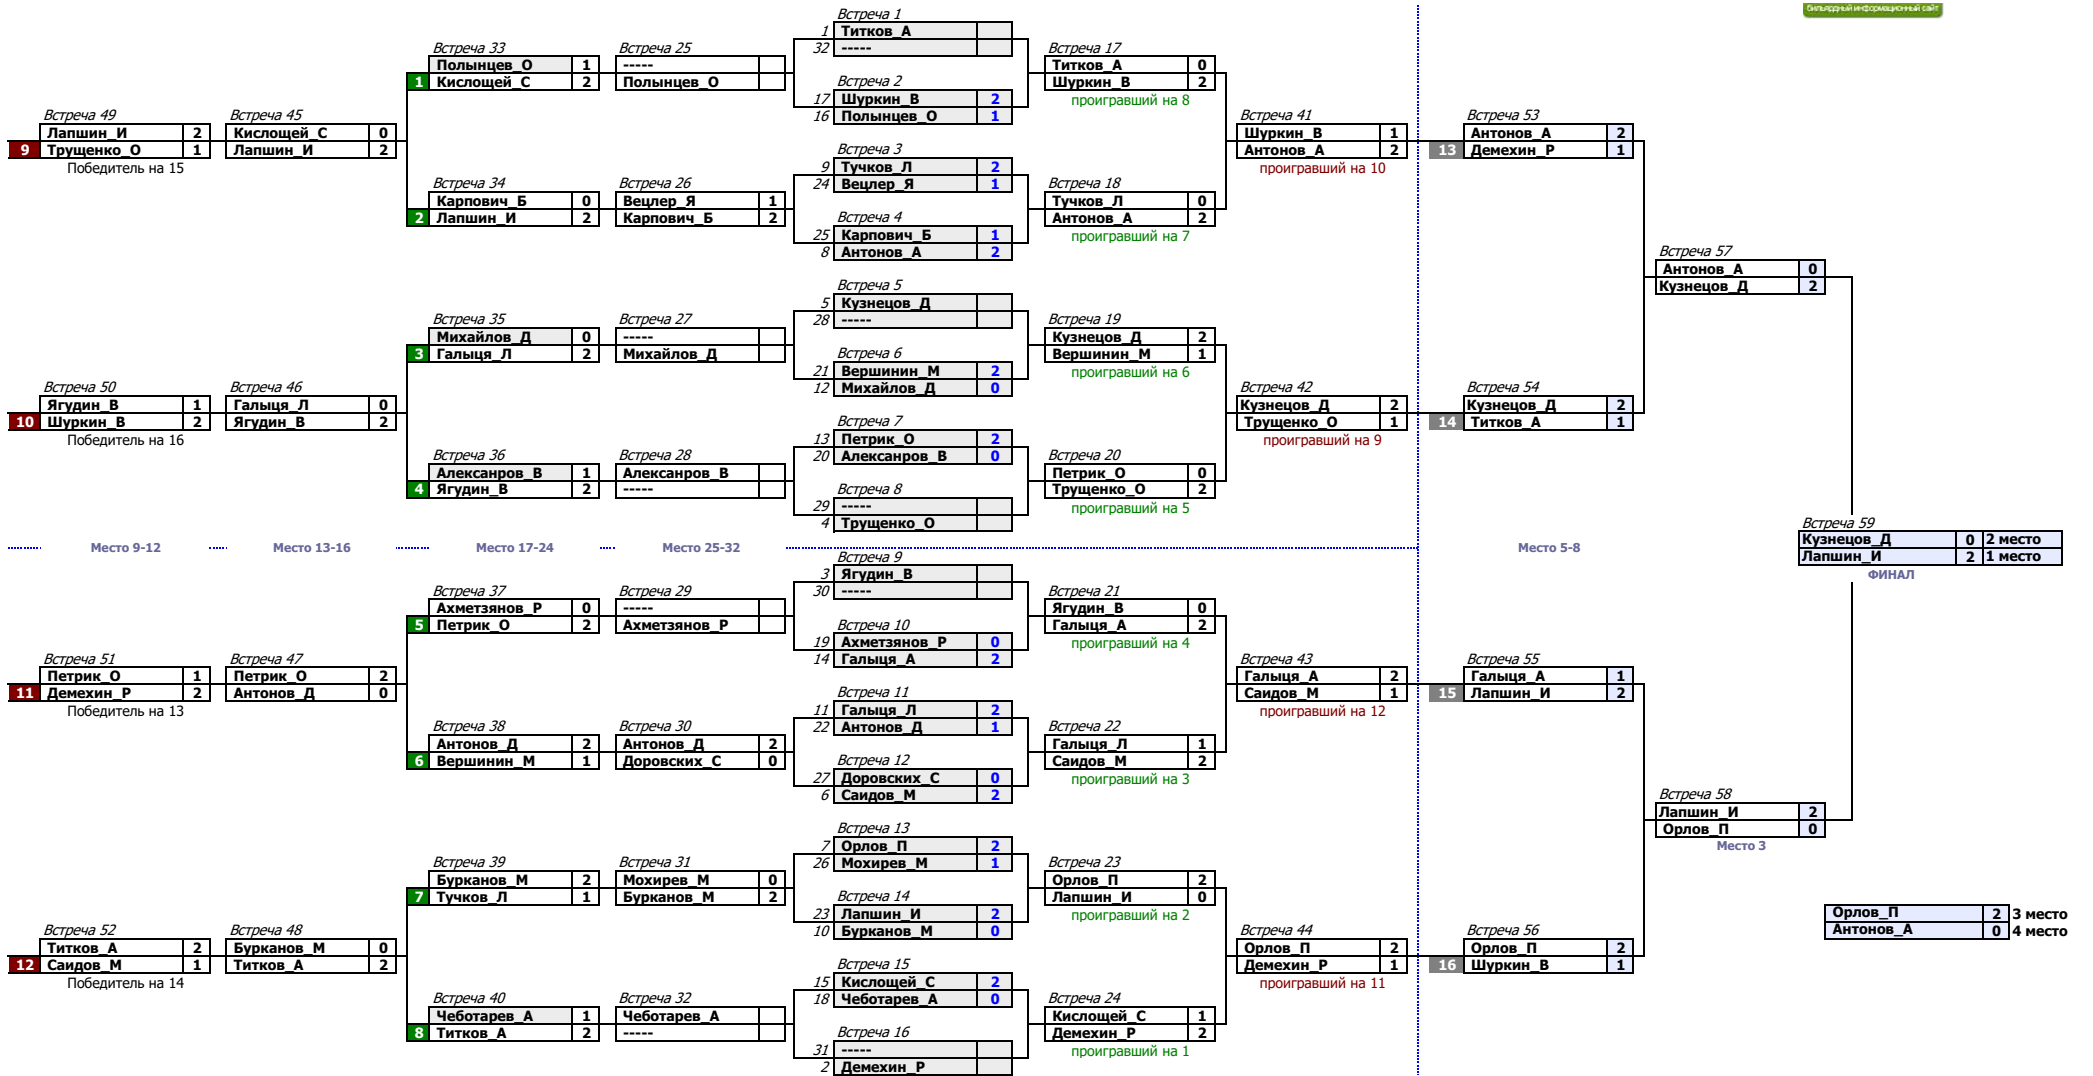 бильярдный информационный сайт
Встреча 49
Лапшин_И 2
9 Трущенко_О 1
Победитель на 15
Встреча 50
Ягудин_В 1
10 Шуркин_В 2
Победитель на 16
Место 9-12
Встреча 51
Петрик_О 1
11 Демехин_Р 2
Победитель на 13
Встреча 52
Титков_А 2
12 Саидов_М 1
Победитель на 14
Встреча 45
Кислощей_С 0
Лапшин_И 2
Встреча 46
Галыця_Л 0
Ягудин_В 2
Место 13-16
Встреча 47
Петрик_О 2
Антонов_Д 0
Встреча 48
Бурканов_М 0
Титков_А 2
Встреча 33
Полынцев_О 1
1 Кислощей_С 2
Встреча 34
Карпович_Б 0
2 Лапшин_И 2
Встреча 35
Михайлов_Д 0
3 Галыця_Л 2
Встреча 36
Алексанров_В 1
4 Ягудин_В 2
Место 17-24
Встреча 37
Ахметзянов_Р 0
5 Петрик_О 2
Встреча 38
Антонов_Д 2
6 Вершинин_М 1
Встреча 39
Бурканов_М 2
7 Тучков_Л 1
Встреча 40
Чеботарев_А 1
8 Титков_А 2
Встреча 25
-----
Полынцев_О
Встреча 26
Вецлер_Я 1
Карпович_Б 2
Встреча 27
-----
Михайлов_Д
Встреча 28
Алексанров_В
-----
Место 25-32
Встреча 29
-----
Ахметзянов_Р
Встреча 30
Антонов_Д 2
Доровских_С 0
Встреча 31
Мохирев_М 0
Бурканов_М 2
Встреча 32
Чеботарев_А
-----
Встреча 1
1 Титков_А
32 -----
Встреча 2
17 Шуркин_В 2
16 Полынцев_О 1
Встреча 3
9 Тучков_Л 2
24 Вецлер_Я 1
Встреча 4
25 Карпович_Б 1
8 Антонов_А 2
Встреча 5
5 Кузнецов_Д
28 -----
Встреча 6
21 Вершинин_М 2
12 Михайлов_Д 0
Встреча 7
13 Петрик_О 2
20 Алексанров_В 0
Встреча 8
29 -----
4 Трущенко_О
Встреча 9
3 Ягудин_В
30 -----
Встреча 10
19 Ахметзянов_Р 0
14 Галыця_А 2
Встреча 11
11 Галыця_Л 2
22 Антонов_Д 1
Встреча 12
27 Доровских_С 0
6 Саидов_М 2
Встреча 13
7 Орлов_П 2
26 Мохирев_М 1
Встреча 14
23 Лапшин_И 2
10 Бурканов_М 0
Встреча 15
15 Кислощей_С 2
18 Чеботарев_А 0
Встреча 16
31 -----
2 Демехин_Р
Встреча 17
Титков_А 0
Шуркин_В 2
проигравший на 8
Встреча 18
Тучков_Л 0
Антонов_А 2
проигравший на 7
Встреча 19
Кузнецов_Д 2
Вершинин_М 1
проигравший на 6
Встреча 20
Петрик_О 0
Трущенко_О 2
проигравший на 5
Встреча 21
Ягудин_В 0
Галыця_А 2
проигравший на 4
Встреча 22
Галыця_Л 1
Саидов_М 2
проигравший на 3
Встреча 23
Орлов_П 2
Лапшин_И 0
проигравший на 2
Встреча 24
Кислощей_С 1
Демехин_Р 2
проигравший на 1
Встреча 41
Шуркин_В 1
Антонов_А 2
проигравший на 10
Встреча 42
Кузнецов_Д 2
Трущенко_О 1
проигравший на 9
Встреча 43
Галыця_А 2
Саидов_М 1
проигравший на 12
Встреча 44
Орлов_П 2
Демехин_Р 1
проигравший на 11
Встреча 53
Антонов_А 2
13 Демехин_Р 1
Встреча 54
Кузнецов_Д 2
14 Титков_А 1
Место 5-8
Встреча 55
Галыця_А 1
15 Лапшин_И 2
Встреча 56
Орлов_П 2
16 Шуркин_В 1
Встреча 57
Антонов_А 0
Кузнецов_Д 2
Встреча 58
Лапшин_И 2
Орлов_П 0
Место 3
Встреча 59
Кузнецов_Д 0 2 место
Лапшин_И 2 1 место
ФИНАЛ
Орлов_П 2 3 место
Антонов_А 0 4 место